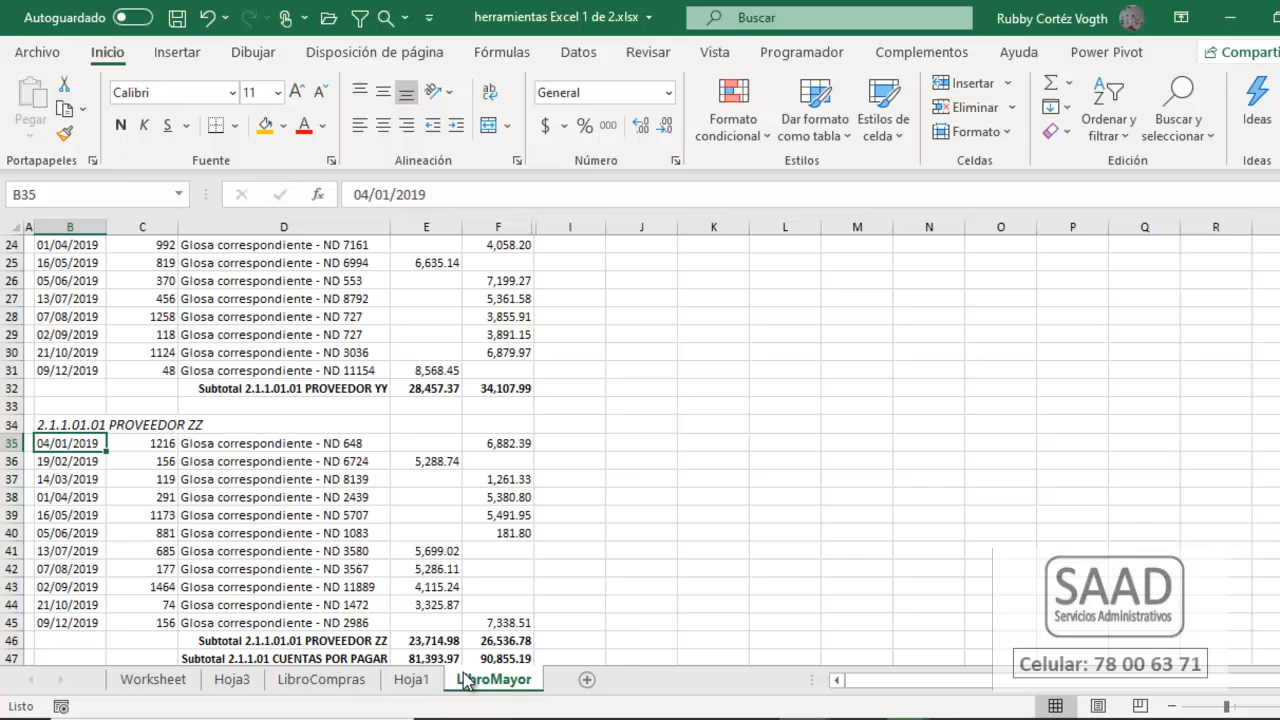 Autoguardado herramientas Excel 1 de 2.xlsx Buscar Rubby Cortéz Vogth
Archivo Inicio Insertar Dibujar Disposición de página Fórmulas Datos Revisar Vista Programador Complementos Ayuda Power Pivot Comparti
Pegar Calibri 11 General Formato condicional Dar formato como tabla Estilos de celda Insertar Eliminar Formato Ordenar y filtrar Buscar y seleccionar Ideas
N K S $ % 000
Portapapeles Fuente Alineación Número Estilos Celdas Edición Ideas
B35 fx 04/01/2019
A B C D E F I J K L M N O P Q R
24 01/04/2019 992 Glosa correspondiente - ND 7161 4,058.20
25 16/05/2019 819 Glosa correspondiente - ND 6994 6,635.14
26 05/06/2019 370 Glosa correspondiente - ND 553 7,199.27
27 13/07/2019 456 Glosa correspondiente - ND 8792 5,361.58
28 07/08/2019 1258 Glosa correspondiente - ND 727 3,855.91
29 02/09/2019 118 Glosa correspondiente - ND 727 3,891.15
30 21/10/2019 1124 Glosa correspondiente - ND 3036 6,879.97
31 09/12/2019 48 Glosa correspondiente - ND 11154 8,568.45
32 Subtotal 2.1.1.01.01 PROVEEDOR YY 28,457.37 34,107.99
33
34 2.1.1.01.01 PROVEEDOR ZZ
35 04/01/2019 1216 Glosa correspondiente - ND 648 6,882.39
36 19/02/2019 156 Glosa correspondiente - ND 6724 5,288.74
37 14/03/2019 119 Glosa correspondiente - ND 8139 1,261.33
38 01/04/2019 291 Glosa correspondiente - ND 2439 5,380.80
39 16/05/2019 1173 Glosa correspondiente - ND 5707 5,491.95
40 05/06/2019 881 Glosa correspondiente - ND 1083 181.80
41 13/07/2019 685 Glosa correspondiente - ND 3580 5,699.02
42 07/08/2019 177 Glosa correspondiente - ND 3567 5,286.11
43 02/09/2019 1464 Glosa correspondiente - ND 11889 4,115.24
44 21/10/2019 74 Glosa correspondiente - ND 1472 3,325.87
45 09/12/2019 156 Glosa correspondiente - ND 2986 7,338.51
46 Subtotal 2.1.1.01.01 PROVEEDOR ZZ 23,714.98 26,536.78
47 Subtotal 2.1.1.01 CUENTAS POR PAGAR 81,393.97 90,855.19
SAAD
Servicios Administrativos
Celular: 78 00 63 71
Worksheet Hoja3 LibroCompras Hoja1 LibroMayor
Listo